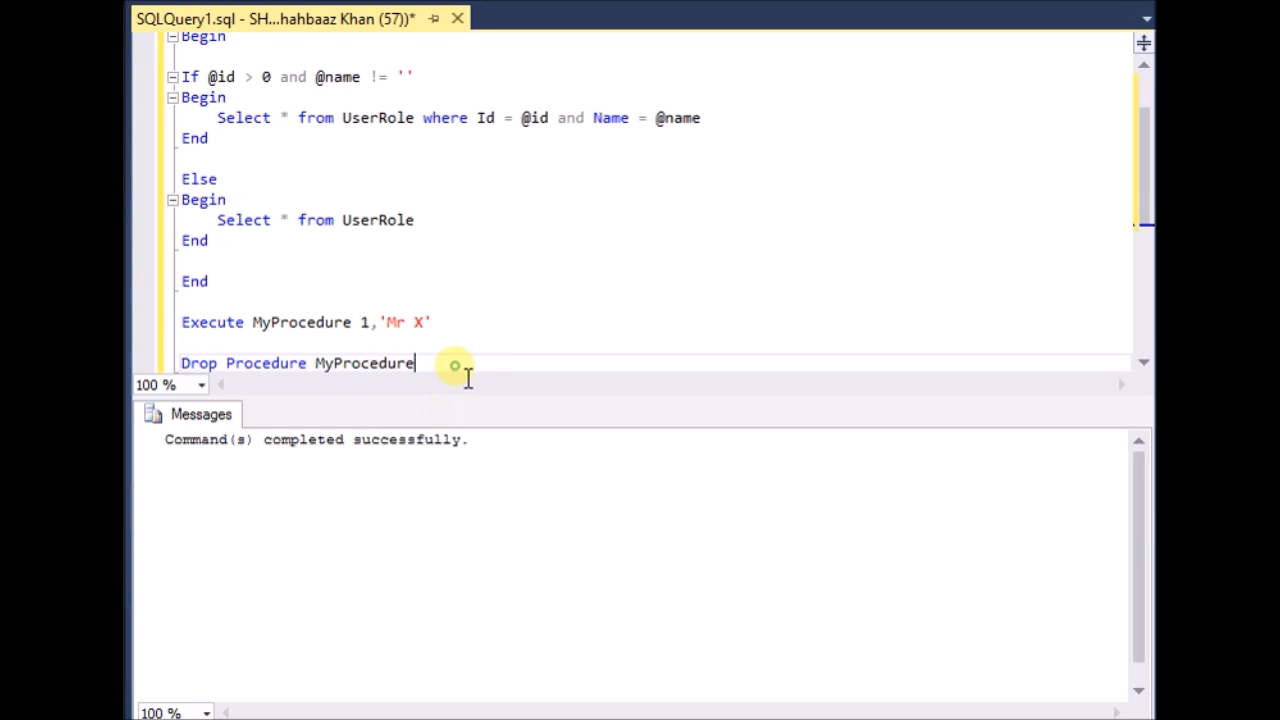 SQLQuery1.sql - SH...hahbaaz Khan (57))*
Begin
If @id > 0 and @name != ''
Begin
Select * from UserRole where Id = @id and Name = @name
End
Else
Begin
Select * from UserRole
End
End
Execute MyProcedure 1,'Mr X'
Drop Procedure MyProcedure
100 %
Messages
Command(s) completed successfully.
100 %